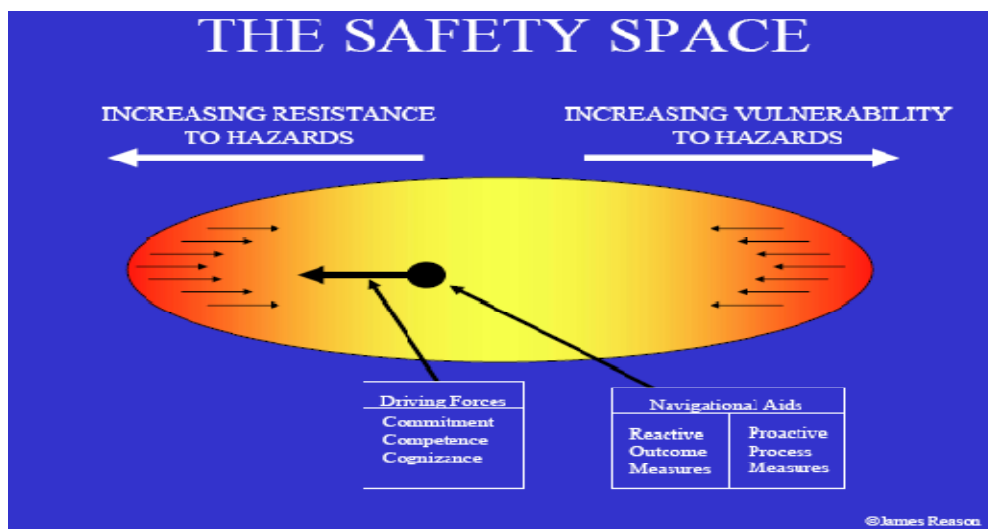 THE SAFETY SPACE
INCREASING RESISTANCE
TO HAZARDS
INCREASING VULNERABILITY
TO HAZARDS
Driving Forces
Commitment
Competence
Cognizance
Navigational Aids
Reactive
Outcome
Measures
Proactive
Process
Measures
@James Reason